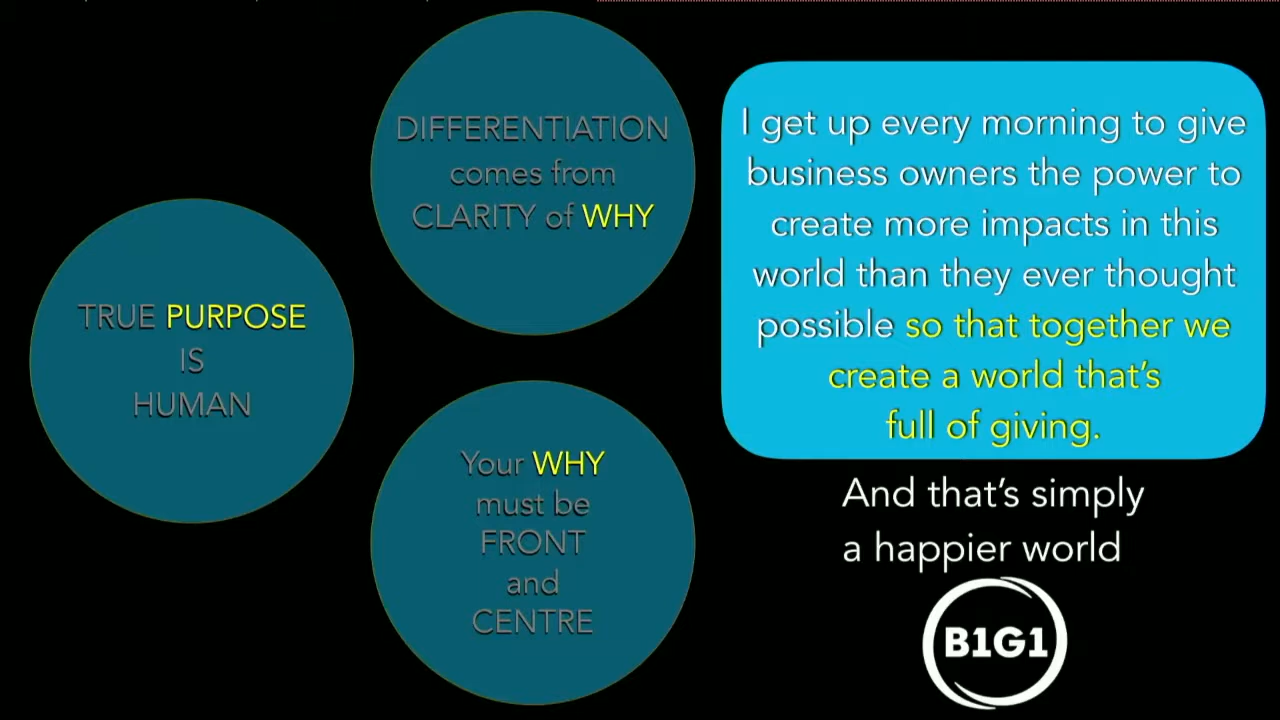 TRUE PURPOSE
IS
HUMAN
DIFFERENTIATION
comes from
CLARITY of WHY
Your WHY
must be
FRONT
and
CENTRE
I get up every morning to give
business owners the power to
create more impacts in this
world than they ever thought
possible so that together we
create a world that's
full of giving.
And that's simply
a happier world
B1G1